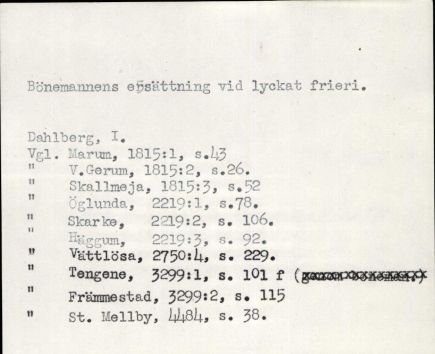 Bönemannens ersättning vid lyckat frieri.
Dahlberg, I.
Vgl. Marum, 1815:1, s.43
" V.Gerum, 1815:2, s.26.
" Skallmeja, 1815:3, s.52
" Öglunda, 2219:1, s.78.
" Skarke, 2219:2, s. 106.
" Häggum, 2219:3, s. 92.
" Vättlösa, 2750:4, s. 229.
" Tengene, 3299:1, s. 101 f (genom böneman.)
" Främmestad, 3299:2, s. 115
" St. Mellby, 4484, s. 38.